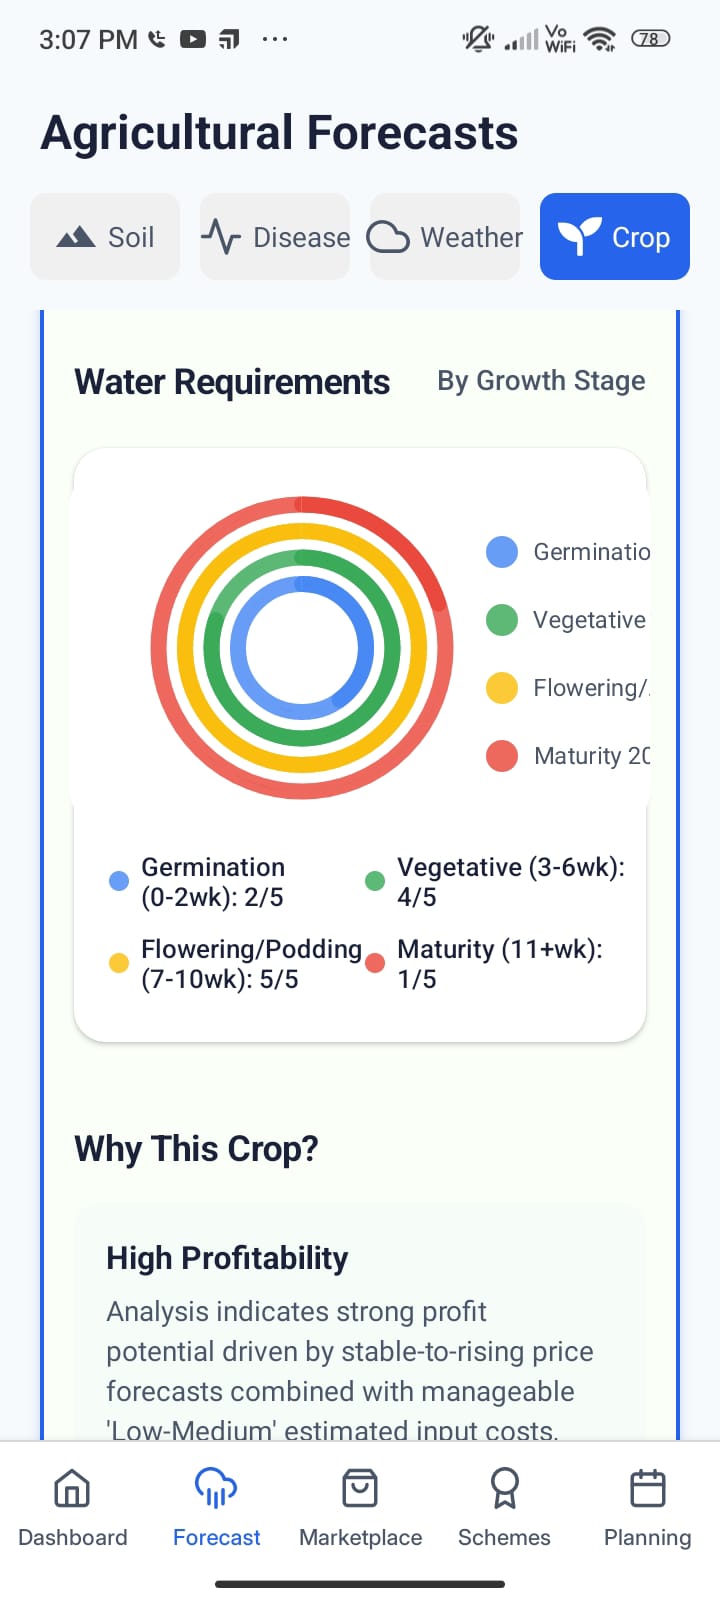 3:07 PM
Vo
WiFi
78
Agricultural Forecasts
Soil
Disease
Weather
Crop
Water Requirements
By Growth Stage
Germinatio
Vegetative
Flowering/
Maturity 20
Germination
(0-2wk): 2/5
Vegetative (3-6wk):
4/5
Flowering/Podding
(7-10wk): 5/5
Maturity (11+wk):
1/5
Why This Crop?
High Profitability
Analysis indicates strong profit
potential driven by stable-to-rising price
forecasts combined with manageable
'Low-Medium' estimated input costs.
Dashboard
Forecast
Marketplace
Schemes
Planning